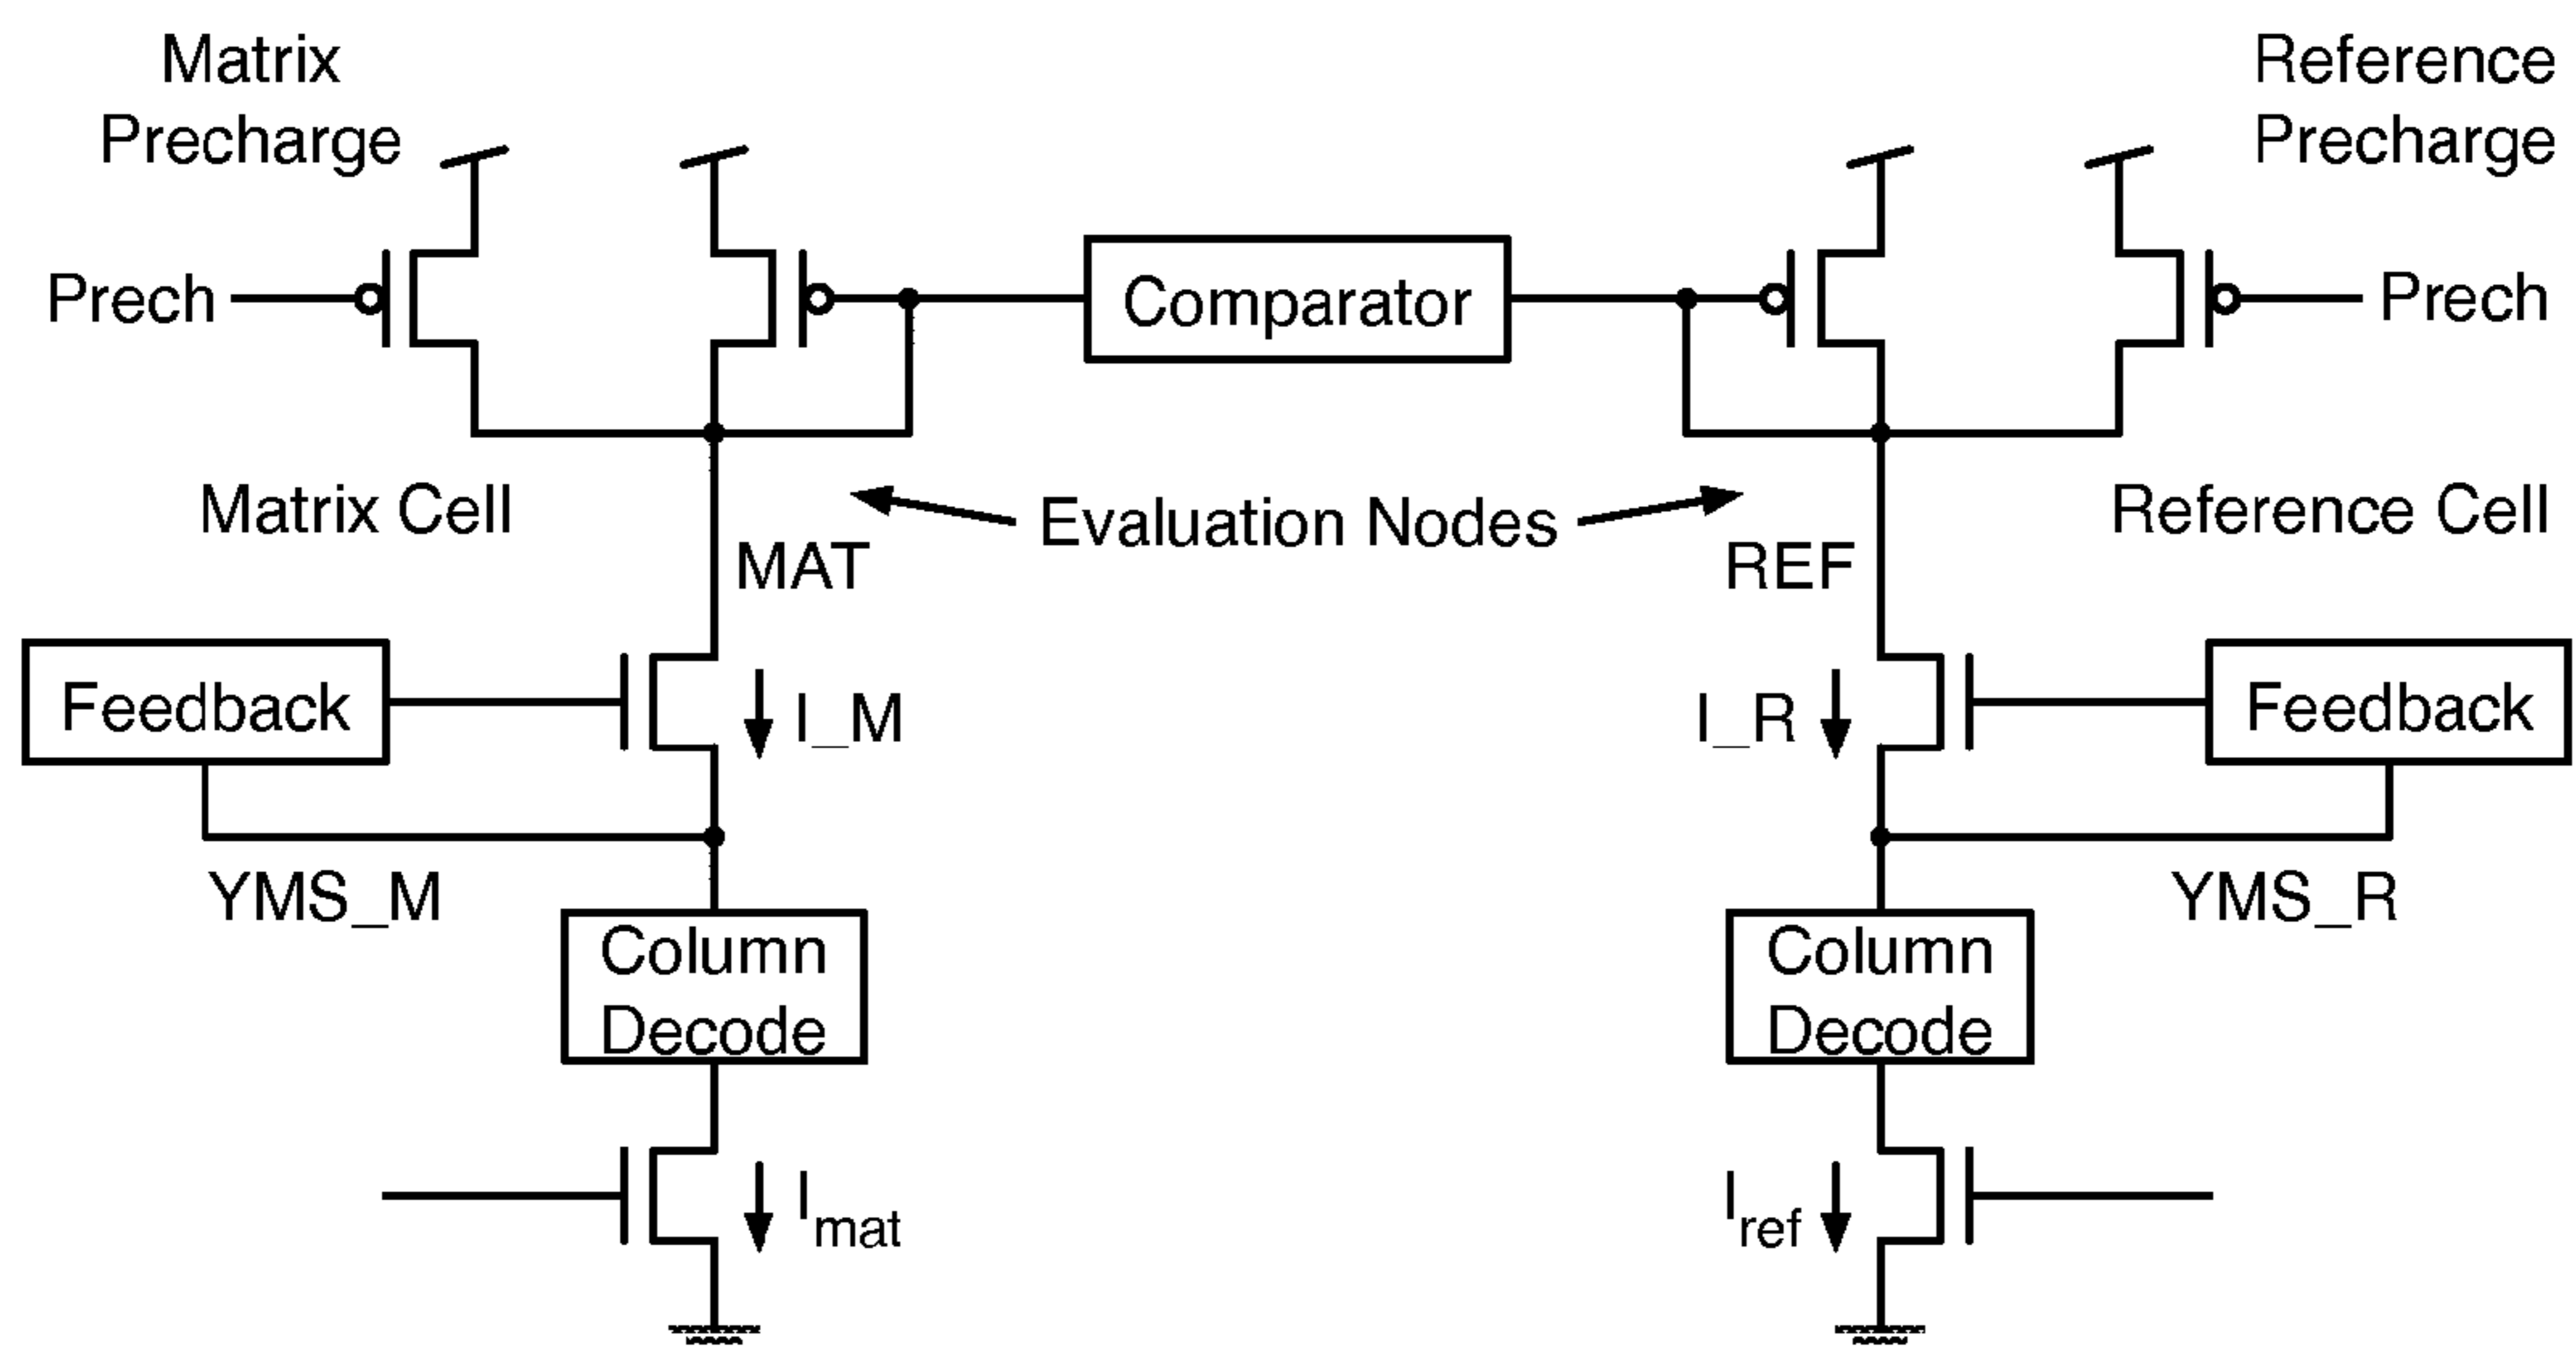 Matrix
Precharge
Reference
Precharge
Prech
Comparator
Prech
Matrix Cell
Evaluation Nodes
Reference Cell
MAT
REF
Feedback
I_M
I_R
Feedback
YMS_M
YMS_R
Column
Decode
Column
Decode
Imat
Iref